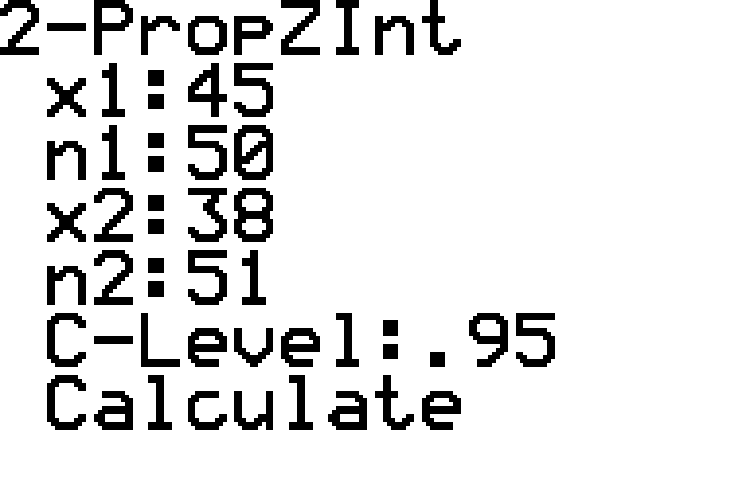 2-PropZInt
x1:45
n1:50
x2:38
n2:51
C-Level:.95
Calculate